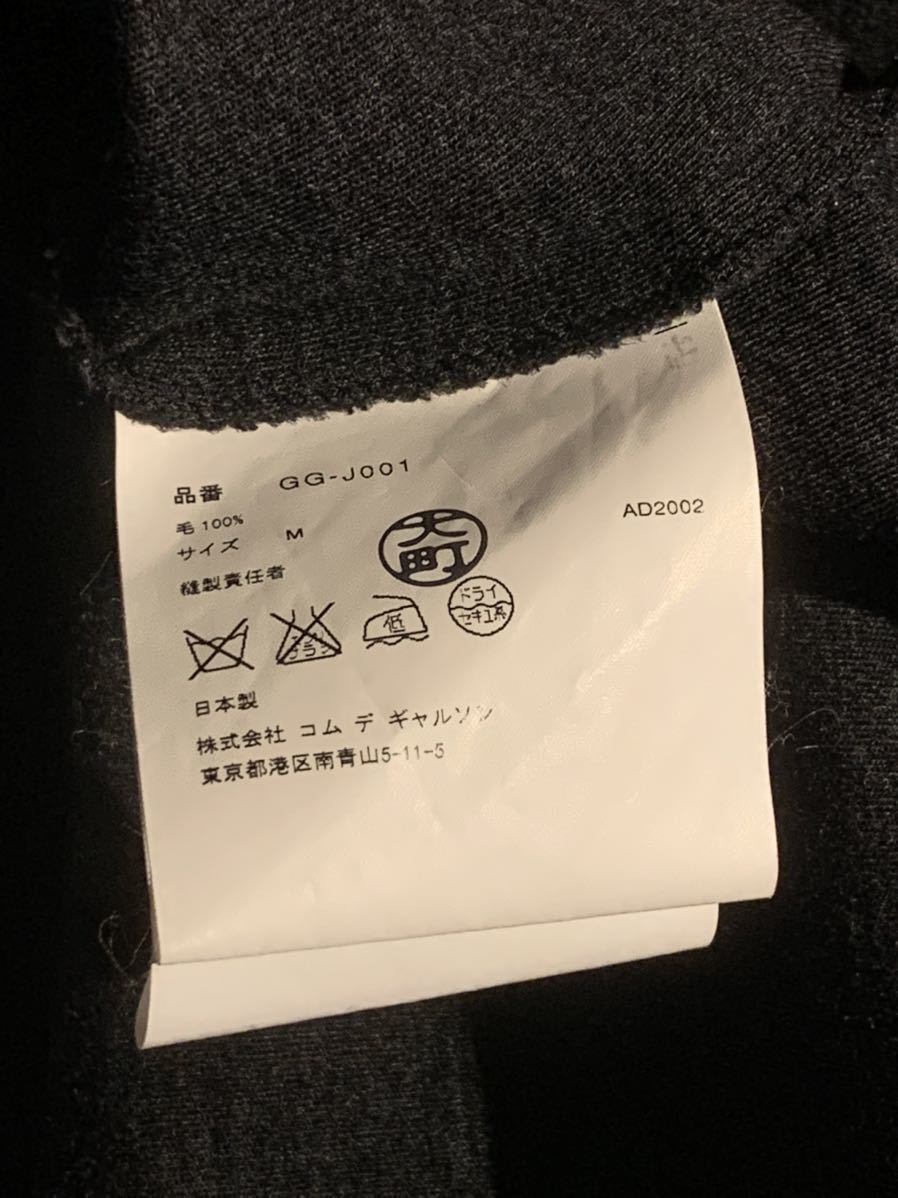 品番 GG-J001
毛 100%
サイズ M
AD2002
縫製責任者
大町
低
ドライ
セキユ系
日本製
株式会社 コム デ ギャルソン
東京都港区南青山5-11-5